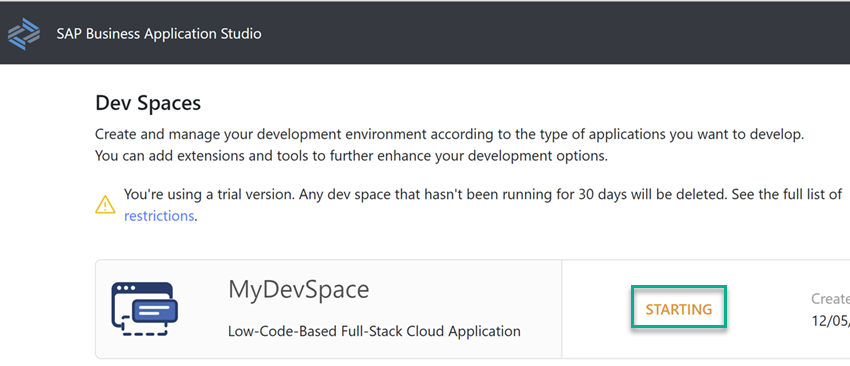 SAP Business Application Studio
Dev Spaces
Create and manage your development environment according to the type of applications you want to develop.
You can add extensions and tools to further enhance your development options.
You're using a trial version. Any dev space that hasn't been running for 30 days will be deleted. See the full list of
restrictions.
MyDevSpace
Low-Code-Based Full-Stack Cloud Application
STARTING
Create
12/05/